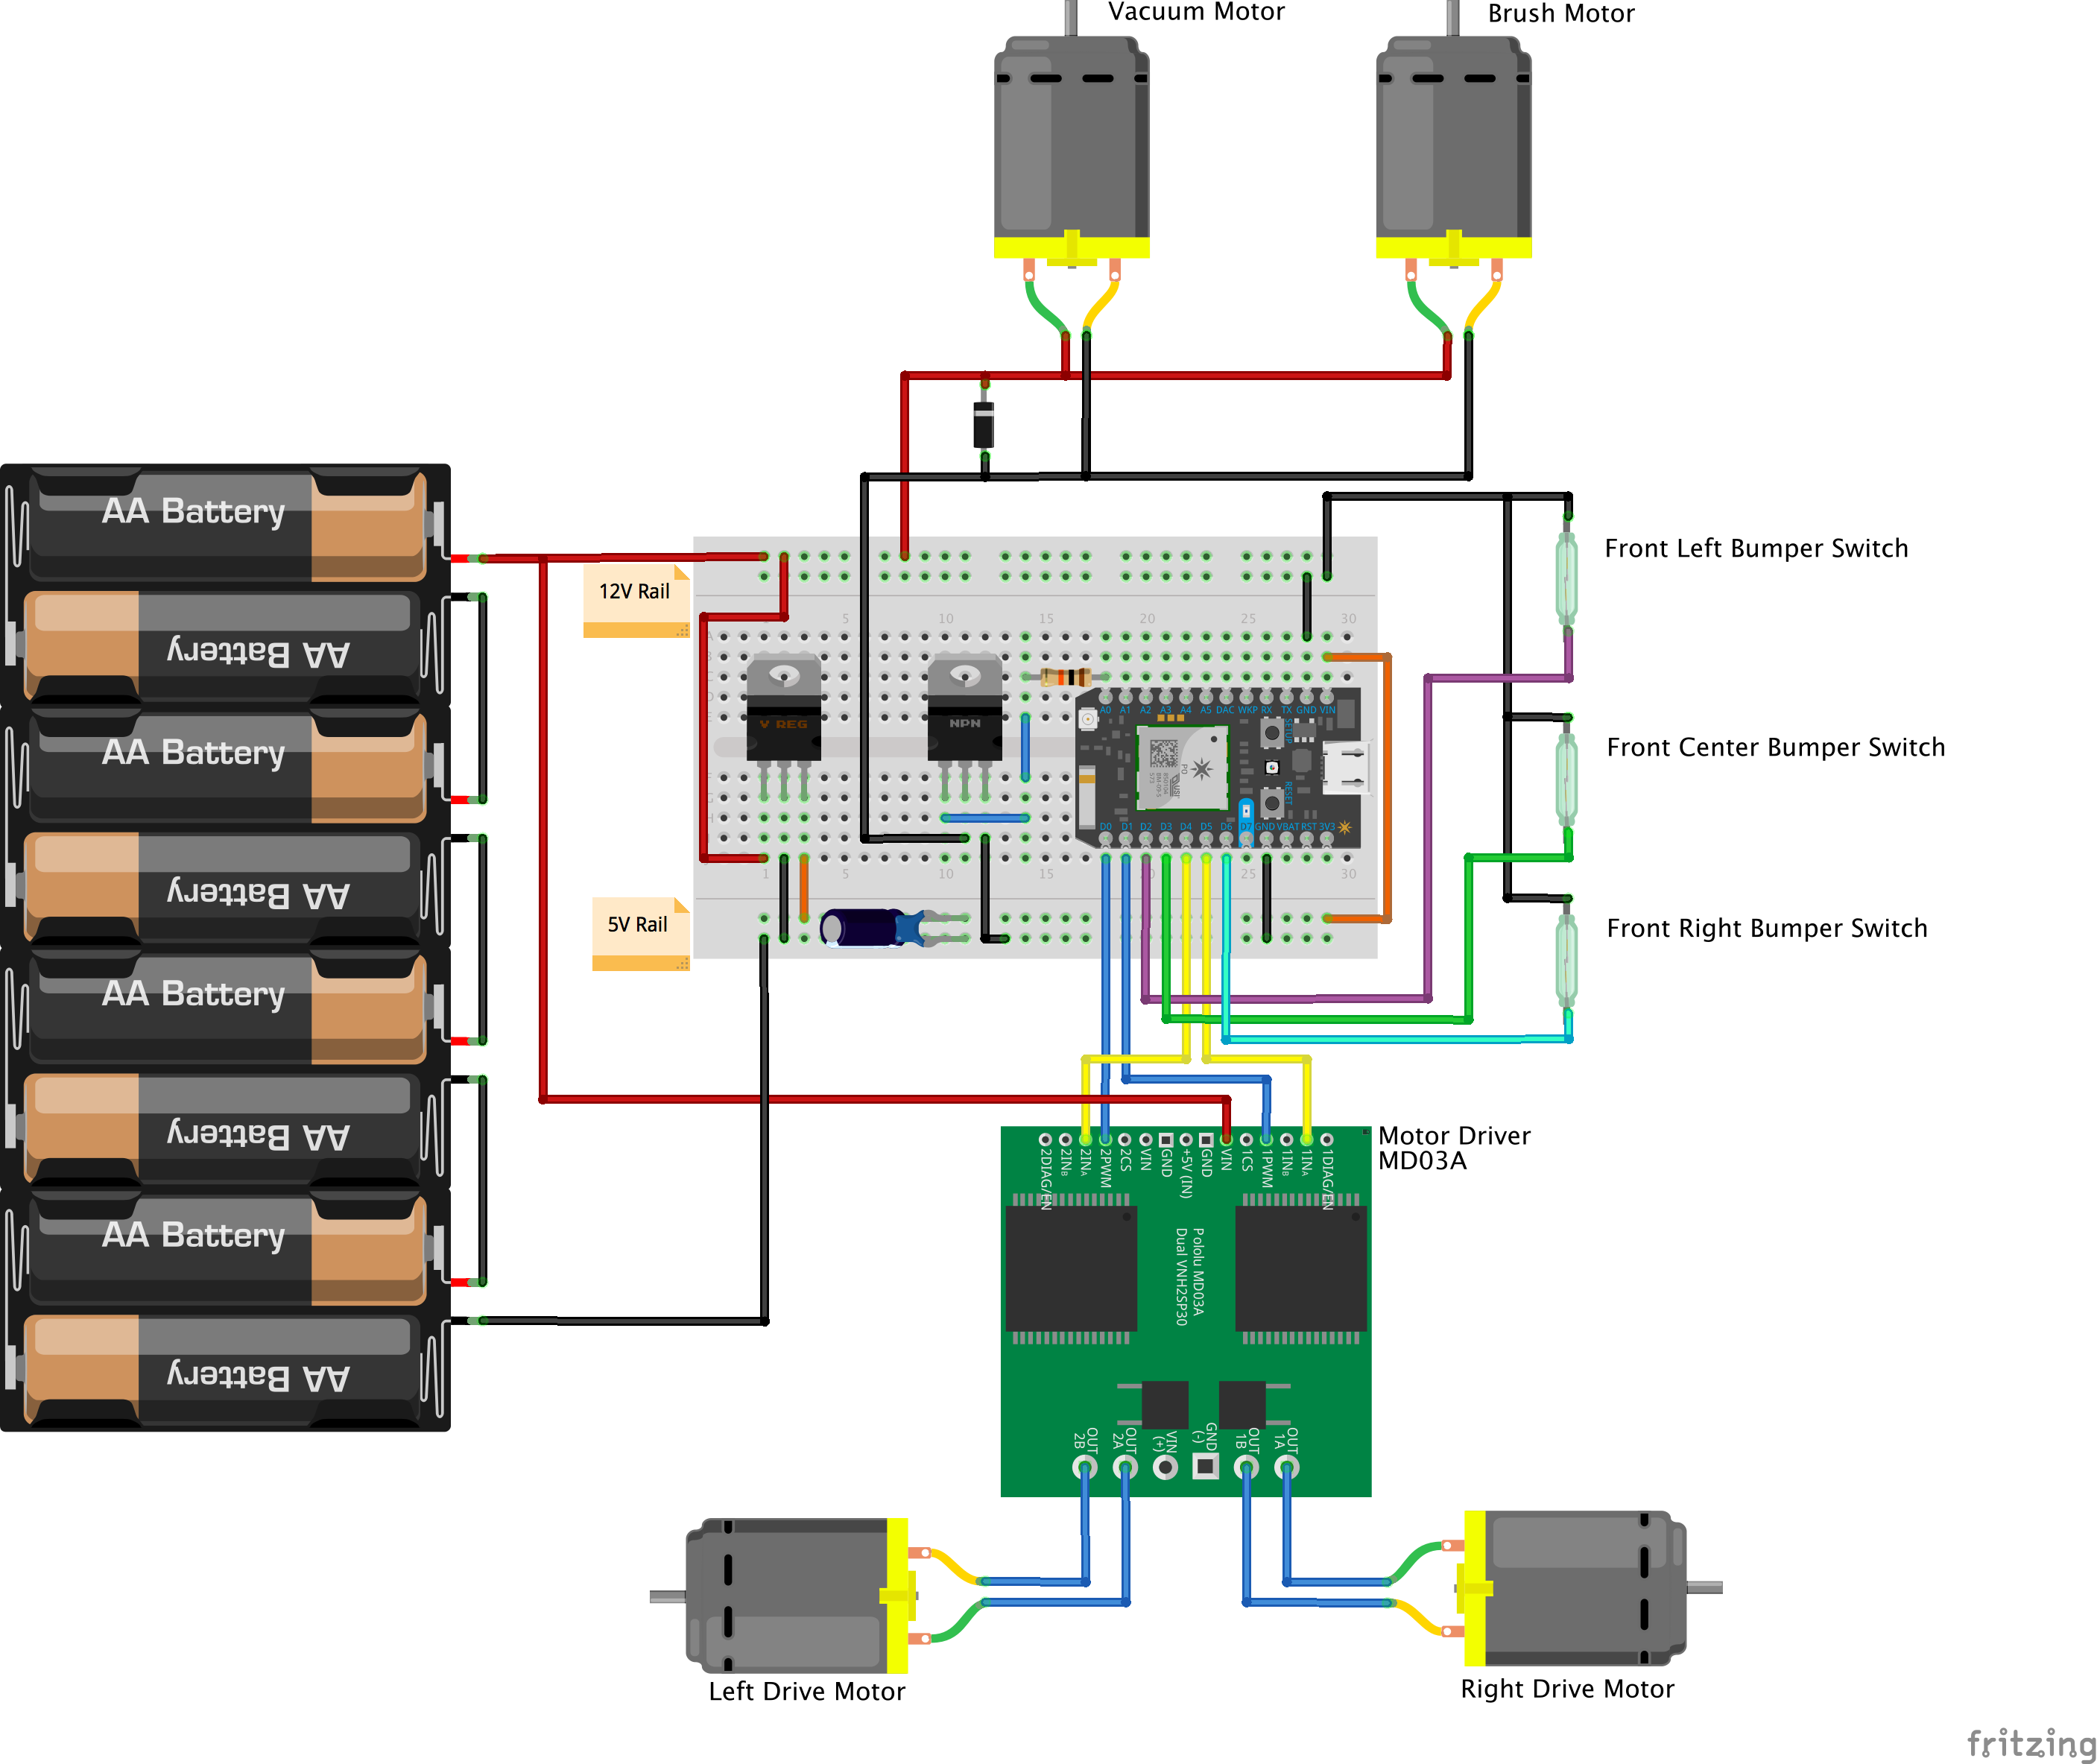 Vacuum Motor
Brush Motor
AA Battery
AA Battery
AA Battery
AA Battery
AA Battery
AA Battery
AA Battery
AA Battery
12V Rail
5V Rail
5
10
15
20
25
30
V REG
NPN
A0 A1 A2 A3 A4 A5 DAC WKP RX TX GND VIN
SETUP
P0
RESET
D0 D1 D2 D3 D4 D5 D6 D7 GND VBAT RST 3V3
1
5
10
15
20
25
30
Front Left Bumper Switch
Front Center Bumper Switch
Front Right Bumper Switch
Motor Driver
MD03A
2DIAG/EN
2INB
2INA
2PWM
2CS
VIN
GND
+5V (IN)
GND
VIN
1CS
1PWM
1INB
1INA
1DIAG/EN
Pololu MD03A
Dual VNH2SP30
OUT
2B
OUT
2A
VIN
(+)
GND
(-)
OUT
1B
OUT
1A
Left Drive Motor
Right Drive Motor
fritzing